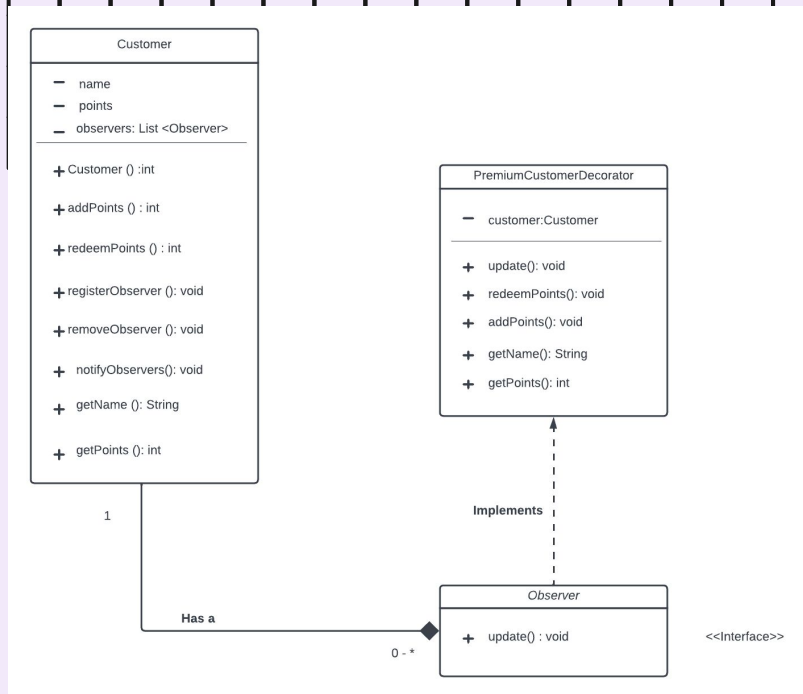 Customer
− name
− points
− observers: List <Observer>
+ Customer () :int
+ addPoints () : int
+ redeemPoints () : int
+ registerObserver (): void
+ removeObserver (): void
+ notifyObservers(): void
+ getName (): String
+ getPoints (): int
PremiumCustomerDecorator
− customer:Customer
+ update(): void
+ redeemPoints(): void
+ addPoints(): void
+ getName(): String
+ getPoints(): int
Implements
1
Has a
0 - *
Observer
+ update() : void
<<Interface>>